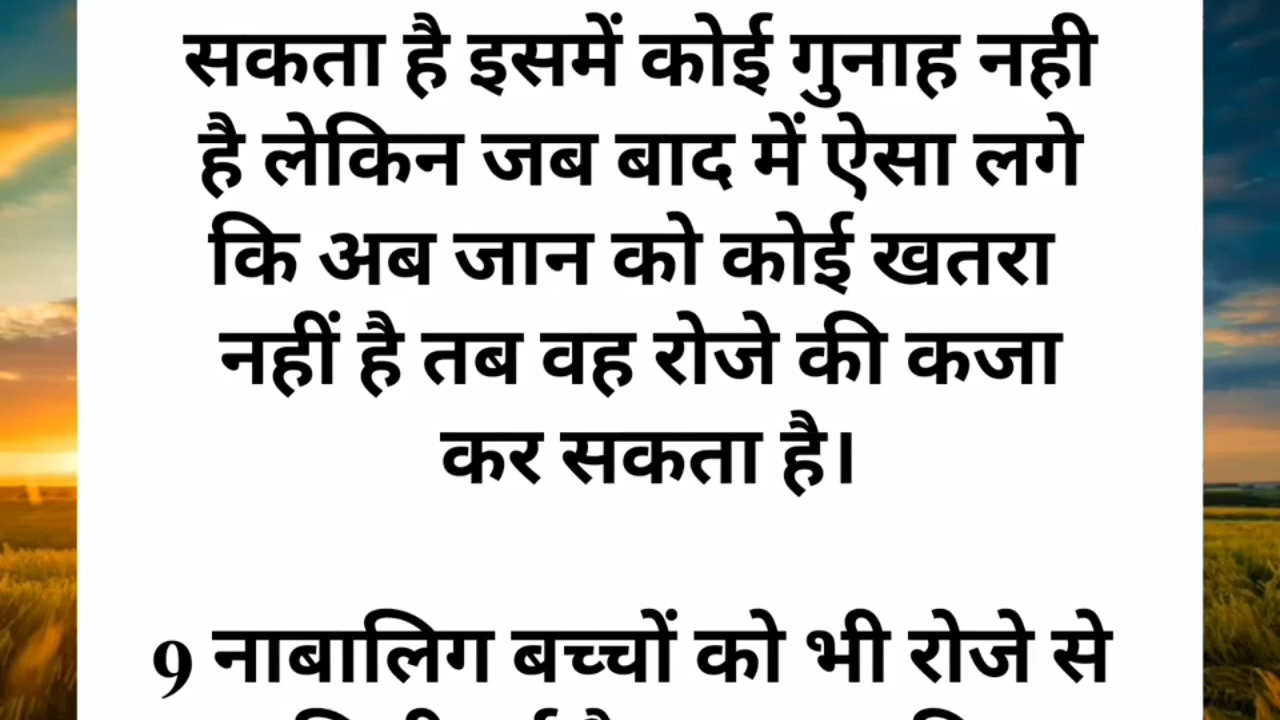 सकता है इसमें कोई गुनाह नही
है लेकिन जब बाद में ऐसा लगे
कि अब जान को कोई खतरा
नहीं है तब वह रोजे की कजा
कर सकता है।
9 नाबालिग बच्चों को भी रोजे से